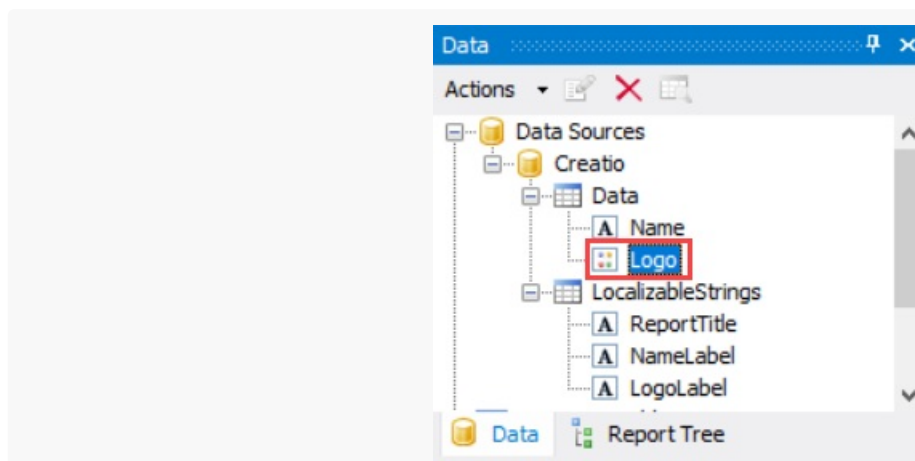 Data
Actions
Data Sources
Creatio
Data
A Name
Logo
LocalizableStrings
A ReportTitle
A NameLabel
A LogoLabel
Data Report Tree